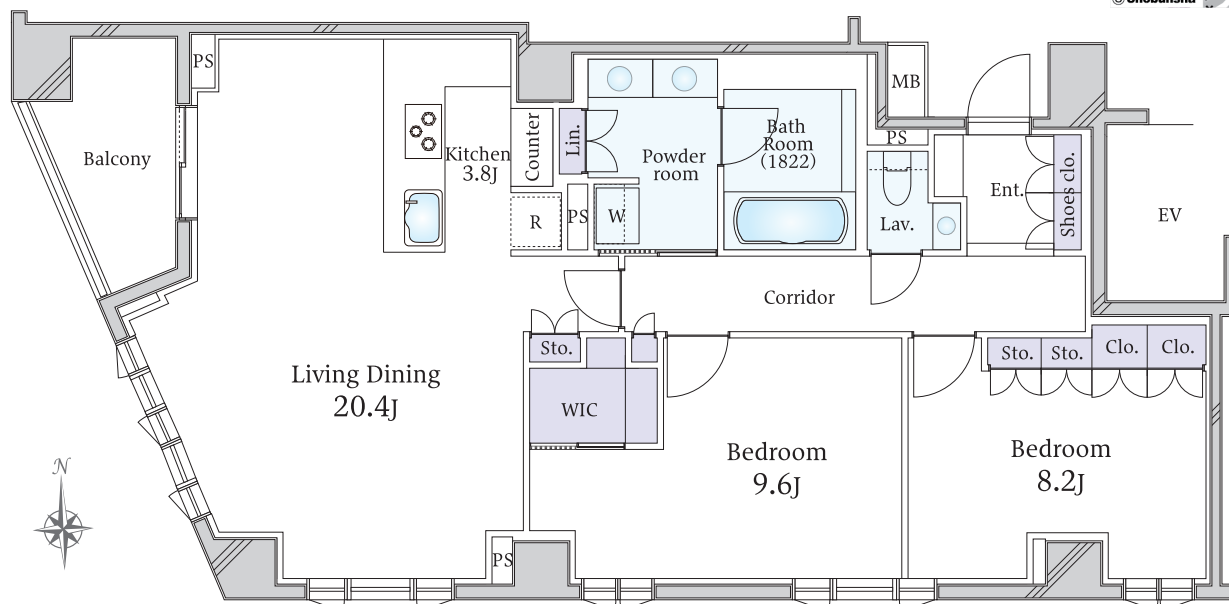 © Shobunsha
PS
MB
Balcony
Kitchen
3.8J
Counter
Lin.
Powder
room
Bath
Room
(1822)
PS
Ent.
Shoes clo.
EV
R
PS
W
Lav.
Corridor
Sto.
Sto.
Sto.
Clo.
Clo.
Living Dining
20.4J
WIC
Bedroom
9.6J
Bedroom
8.2J
N
PS